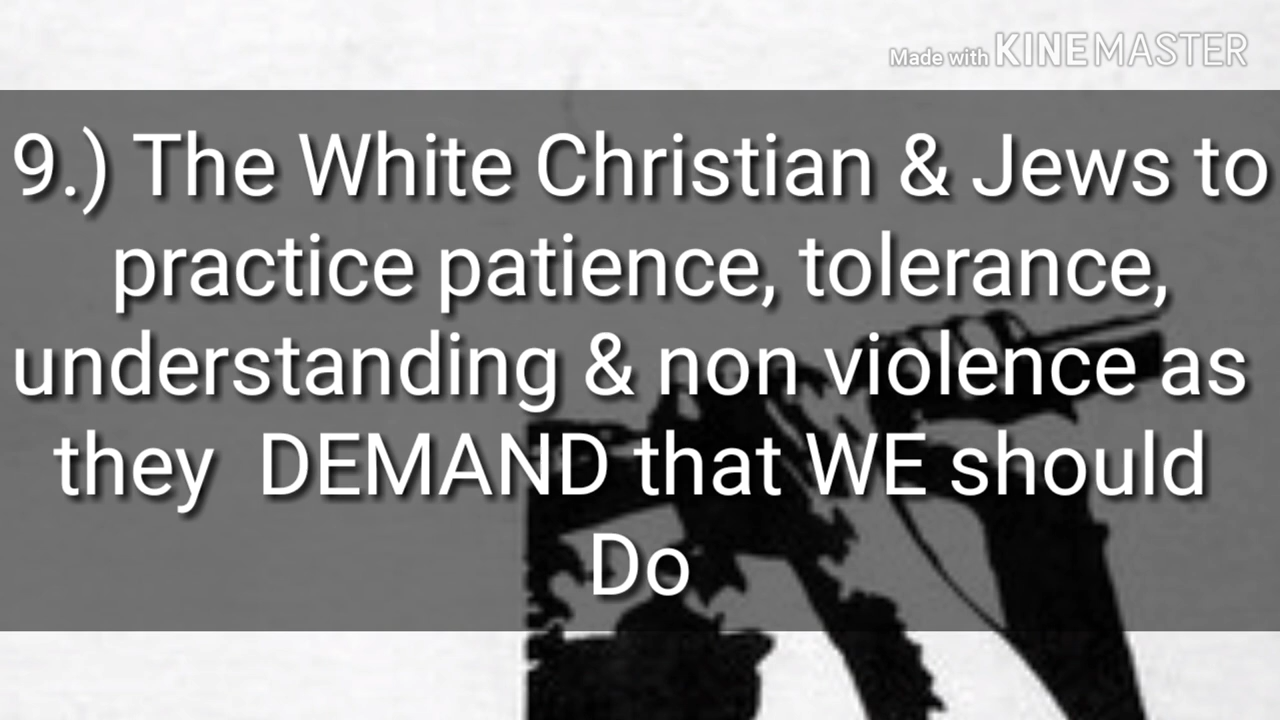 Made with KINEMASTER
9.) The White Christian & Jews to
practice patience, tolerance,
understanding & non violence as
they DEMAND that WE should
Do